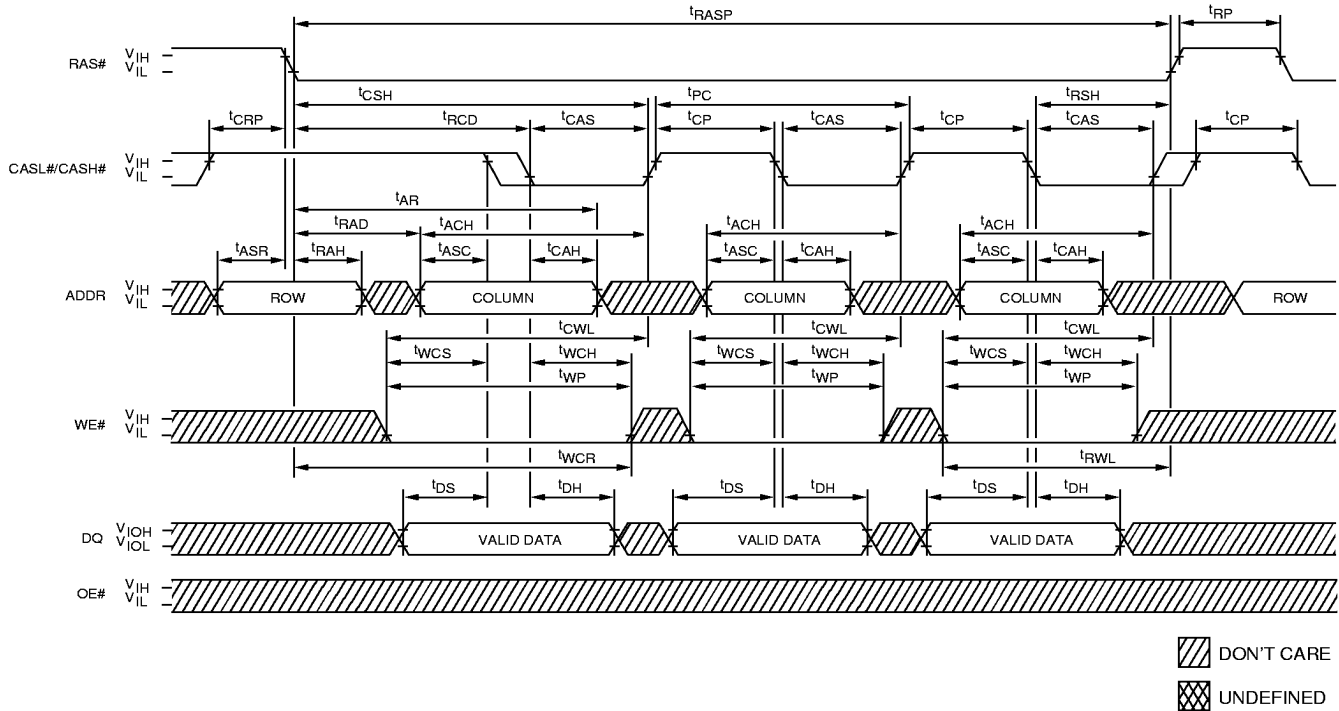 tRASP tRP
RAS# VIH
VIL
tCSH tPC tRSH
tCRP tRCD tCAS tCP tCAS tCP tCAS tCP
CASL#/CASH# VIH
VIL
tAR
tRAD tACH tACH tACH
tASR tRAH tASC tCAH tASC tCAH tASC tCAH
ADDR VIH
VIL
ROW COLUMN COLUMN COLUMN ROW
tCWL tCWL tCWL
tWCS tWCH tWCS tWCH tWCS tWCH
tWP tWP tWP
WE# VIH
VIL
tWCR tRWL
tDS tDH tDS tDH tDS tDH
DQ VIOH
VIOL
VALID DATA VALID DATA VALID DATA
OE# VIH
VIL
DON'T CARE
UNDEFINED